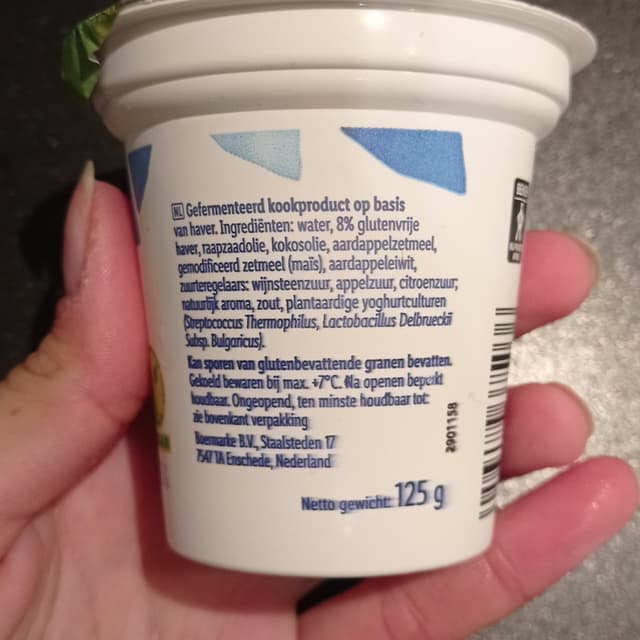 NL Gefermenteerd kookproduct op basis
van haver. Ingrediënten: water, 8% glutenvrije
haver, raapzaadolie, kokosolie, aardappelzetmeel,
gemodificeerd zetmeel (maïs), aardappeleiwit,
zuurteregelaars: wijnsteenzuur, appelzuur, citroenzuur;
natuurlijk aroma, zout, plantaardige yoghurtculturen
(Streptococcus Thermophilus, Lactobacillus Delbrueckii
Subsp. Bulgaricus).
Kan sporen van glutenbevattende granen bevatten.
Gekoeld bewaren bij max. +7°C. Na openen beperkt
houdbaar. Ongeopend, ten minste houdbaar tot:
zie bovenkant verpakking
Boermarke B.V., Staalsteden 17
7547 TA Enschede, Nederland
Netto gewicht: 125 g
2901158